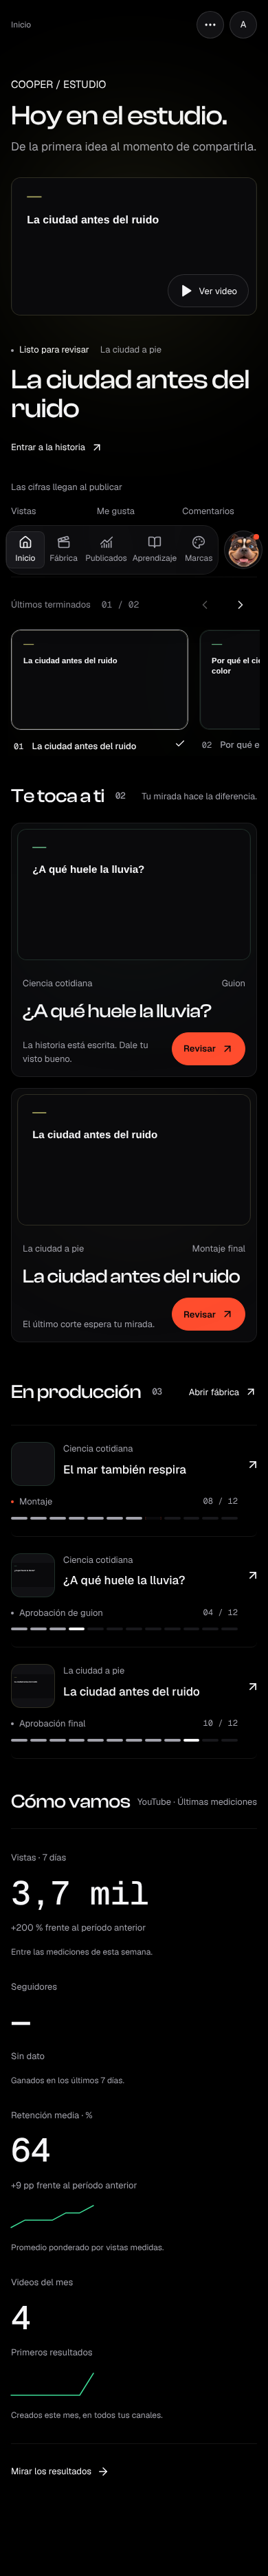 Inicio
A
COOPER / ESTUDIO
Hoy en el estudio.
De la primera idea al momento de compartirla.
La ciudad antes del ruido
Ver video
Listo para revisar La ciudad a pie
La ciudad antes del
ruido
Entrar a la historia
Las cifras llegan al publicar
Vistas Me gusta Comentarios
Inicio Fábrica Publicados Aprendizaje Marcas
Últimos terminados 01 / 02
La ciudad antes del ruido
Por qué el cie
color
01 La ciudad antes del ruido
02 Por qué e
Te toca a ti 02 Tu mirada hace la diferencia.
¿A qué huele la lluvia?
Ciencia cotidiana Guion
¿A qué huele la lluvia?
La historia está escrita. Dale tu
visto bueno.
Revisar
La ciudad antes del ruido
La ciudad a pie Montaje final
La ciudad antes del ruido
El último corte espera tu mirada.
Revisar
En producción 03 Abrir fábrica
Ciencia cotidiana
El mar también respira
Montaje 08 / 12
Ciencia cotidiana
¿A qué huele la lluvia?
Aprobación de guion 04 / 12
La ciudad a pie
La ciudad antes del ruido
Aprobación final 10 / 12
Cómo vamos YouTube · Últimas mediciones
Vistas · 7 días
3,7 mil
+200 % frente al período anterior
Entre las mediciones de esta semana.
Seguidores
—
Sin dato
Ganados en los últimos 7 días.
Retención media · %
64
+9 pp frente al período anterior
Promedio ponderado por vistas medidas.
Videos del mes
4
Primeros resultados
Creados este mes, en todos tus canales.
Mirar los resultados